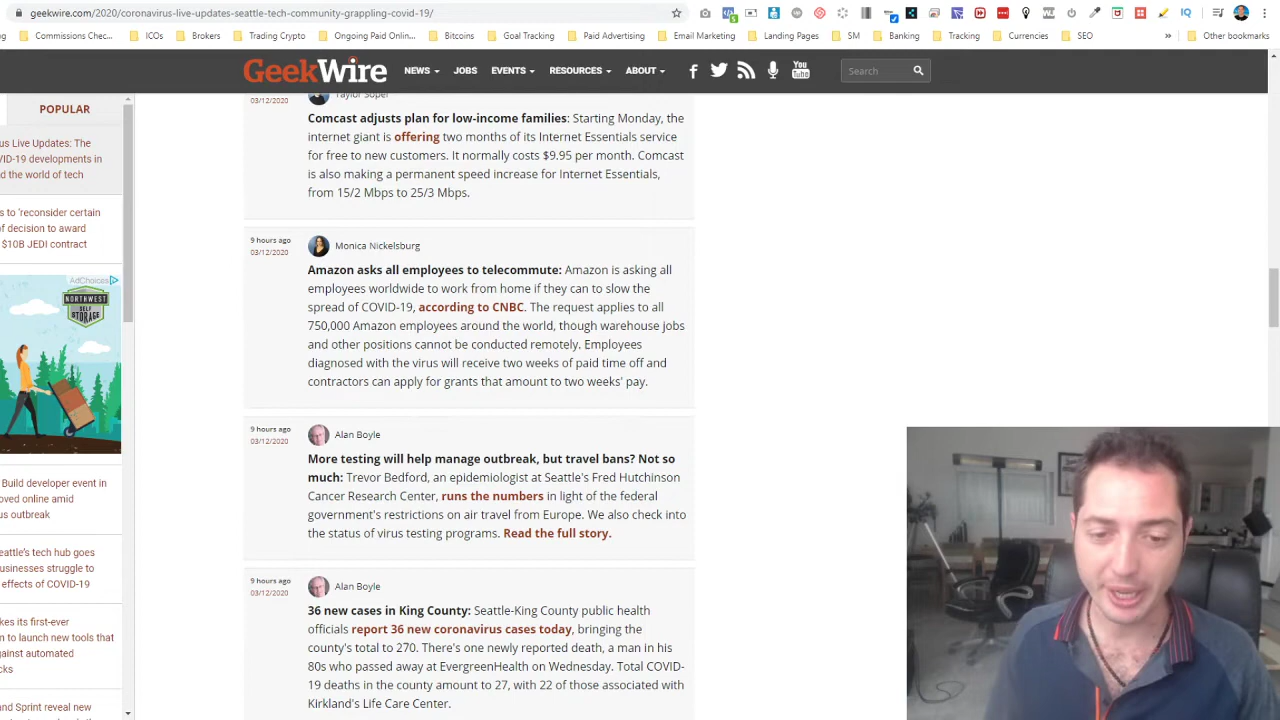 geekwire.com/2020/coronavirus-live-updates-seattle-tech-community-grappling-covid-19/
Commissions Chec...
ICOs
Brokers
Trading Crypto
Ongoing Paid Onlin...
Bitcoins
Goal Tracking
Paid Advertising
Email Marketing
Landing Pages
SM
Banking
Tracking
Currencies
SEO
»
Other bookmarks
GeekWire
NEWS
JOBS
EVENTS
RESOURCES
ABOUT
You Tube
Search
POPULAR
us Live Updates: The
VID-19 developments in
d the world of tech
s to 'reconsider certain
of decision to award
$10B JEDI contract
AdChoices
NORTHWEST
SELF
STORAGE
Build developer event in
oved online amid
us outbreak
eattle's tech hub goes
businesses struggle to
effects of COVID-19
kes its first-ever
m to launch new tools that
against automated
cks
and Sprint reveal new
03/12/2020
Taylor Soper
Comcast adjusts plan for low-income families: Starting Monday, the
internet giant is offering two months of its Internet Essentials service
for free to new customers. It normally costs $9.95 per month. Comcast
is also making a permanent speed increase for Internet Essentials,
from 15/2 Mbps to 25/3 Mbps.
9 hours ago
03/12/2020
Monica Nickelsburg
Amazon asks all employees to telecommute: Amazon is asking all
employees worldwide to work from home if they can to slow the
spread of COVID-19, according to CNBC. The request applies to all
750,000 Amazon employees around the world, though warehouse jobs
and other positions cannot be conducted remotely. Employees
diagnosed with the virus will receive two weeks of paid time off and
contractors can apply for grants that amount to two weeks' pay.
9 hours ago
03/12/2020
Alan Boyle
More testing will help manage outbreak, but travel bans? Not so
much: Trevor Bedford, an epidemiologist at Seattle's Fred Hutchinson
Cancer Research Center, runs the numbers in light of the federal
government's restrictions on air travel from Europe. We also check into
the status of virus testing programs. Read the full story.
9 hours ago
03/12/2020
Alan Boyle
36 new cases in King County: Seattle-King County public health
officials report 36 new coronavirus cases today, bringing the
county's total to 270. There's one newly reported death, a man in his
80s who passed away at EvergreenHealth on Wednesday. Total COVID-
19 deaths in the county amount to 27, with 22 of those associated with
Kirkland's Life Care Center.